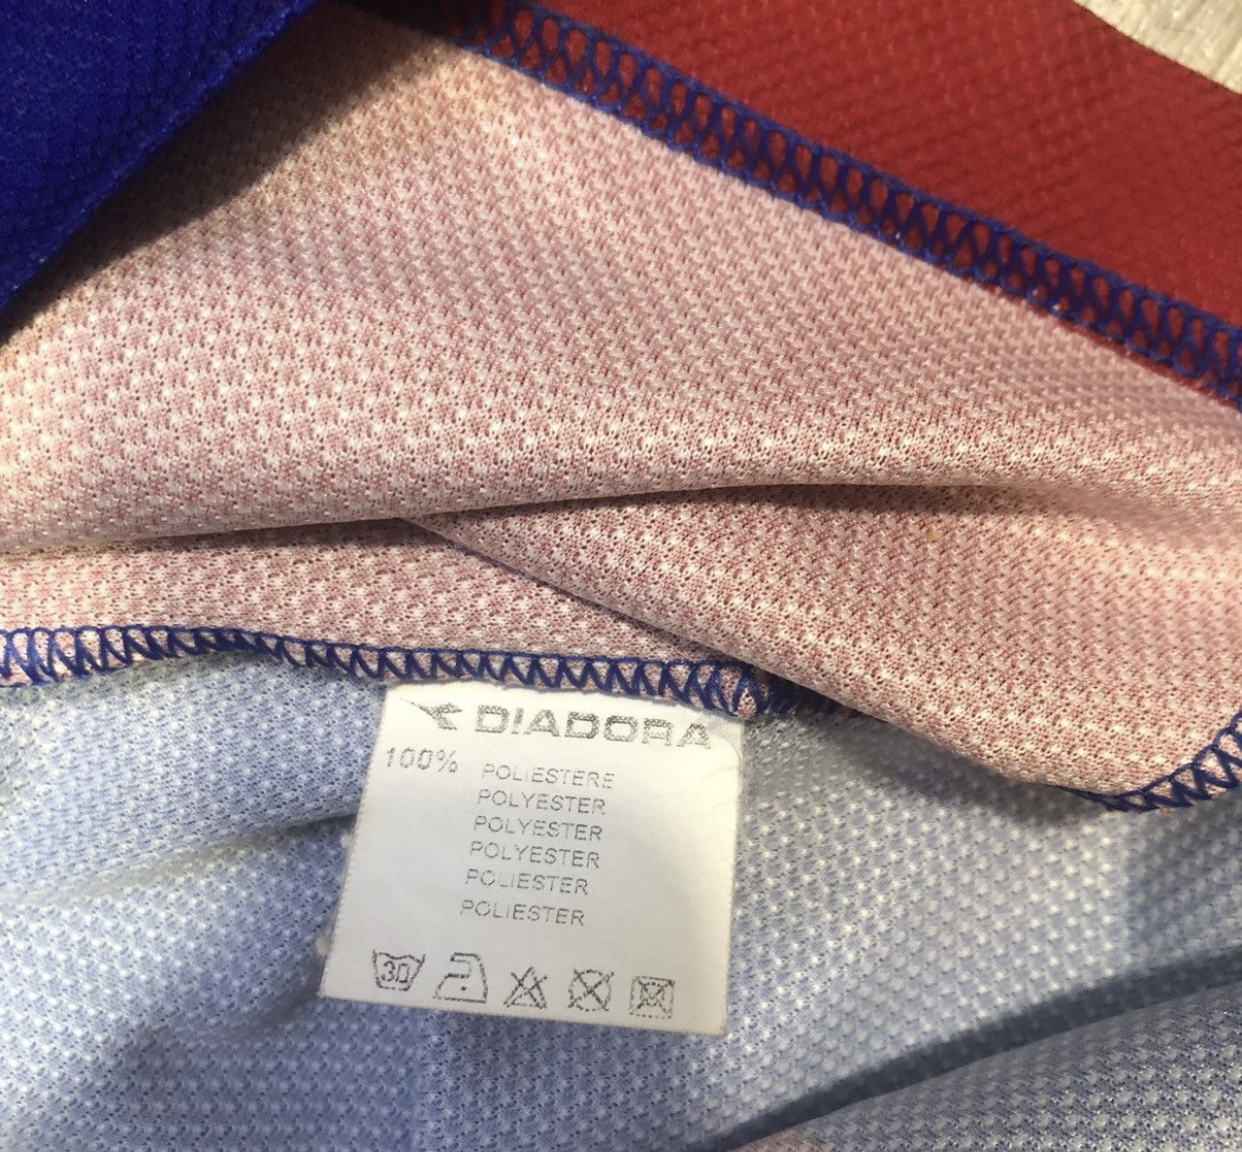 DIADORA
100% POLIESTERE
POLYESTER
POLYESTER
POLYESTER
POLIESTER
POLIESTER
30